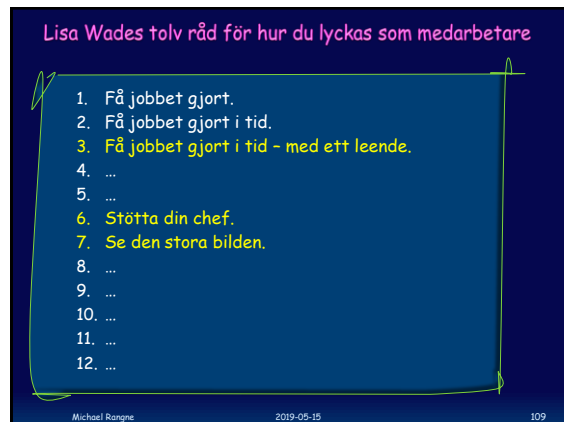 Lisa Wades tolv råd för hur du lyckas som medarbetare
1. Få jobbet gjort.
2. Få jobbet gjort i tid.
3. Få jobbet gjort i tid – med ett leende.
4. …
5. …
6. Stötta din chef.
7. Se den stora bilden.
8. …
9. …
10. …
11. …
12. …
Michael Rangne 2019-05-15 109